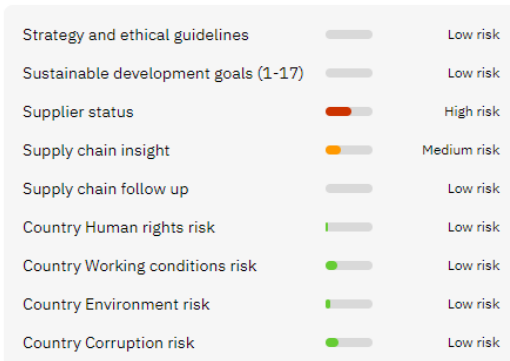 Strategy and ethical guidelines Low risk
Sustainable development goals (1-17) Low risk
Supplier status High risk
Supply chain insight Medium risk
Supply chain follow up Low risk
Country Human rights risk Low risk
Country Working conditions risk Low risk
Country Environment risk Low risk
Country Corruption risk Low risk